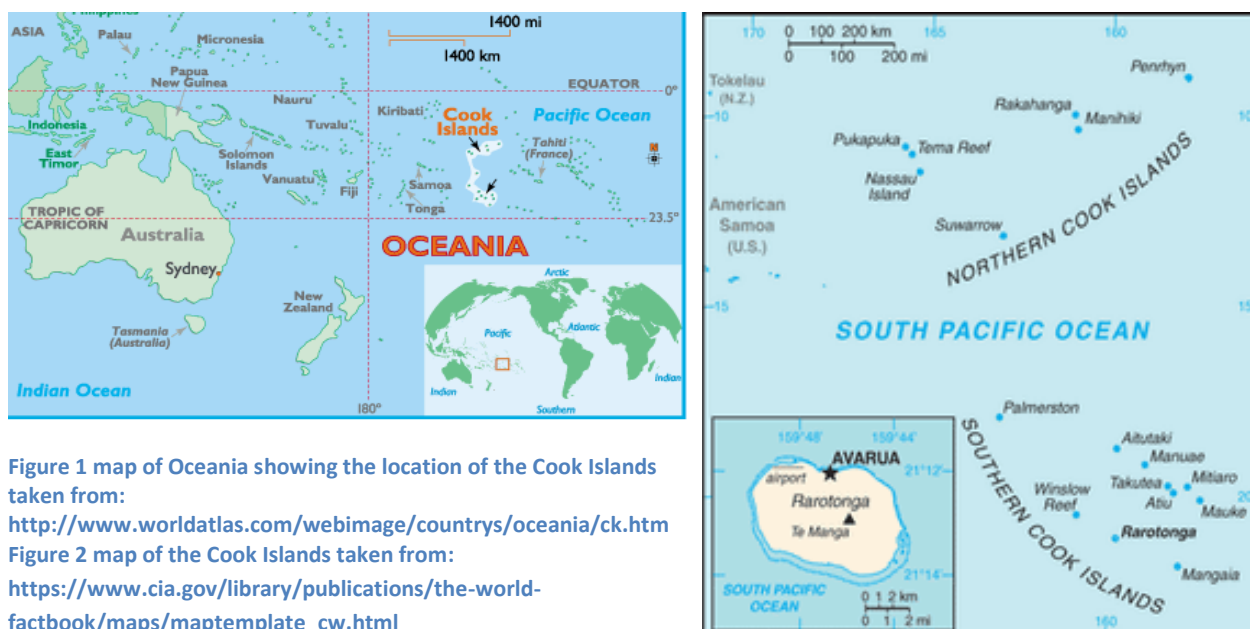 ASIA
Palau
Micronesia
1400 mi
1400 km
Papua
New Guinea
EQUATOR
0°
Nauru
Kiribati
Cook
Islands
Pacific Ocean
Indonesia
Tuvalu
Tahiti
(France)
East
Timor
Solomon
Islands
Samoa
Vanuatu
Fiji
Tonga
TROPIC OF
CAPRICORN
23.5°
Australia
OCEANIA
Sydney
New
Zealand
Tasmania
(Australia)
Indian Ocean
180°
Arctic
Pacific
Atlantic
Indian
Indian
Southern
Figure 1 map of Oceania showing the location of the Cook Islands
taken from:
http://www.worldatlas.com/webimage/countrys/oceania/ck.htm
Figure 2 map of the Cook Islands taken from:
https://www.cia.gov/library/publications/the-world-
factbook/maps/maptemplate_cw.html
170
0 100 200 km
0 100 200 mi
165
160
Tokelau
(N.Z.)
Penrhyn
10
Rakahanga
Manihiki
10
Pukapuka
Tema Reef
Nassau
Island
American
Samoa
(U.S.)
Suwarrow
NORTHERN COOK ISLANDS
15
15
SOUTH PACIFIC OCEAN
Palmerston
Aitutaki
Manuae
Takutea
Mitiaro
Atiu
20
Winslow
Reef
Mauke
Rarotonga
Mangaia
SOUTHERN COOK ISLANDS
160
159°48'
159°44'
AVARUA
21°12'
airport
Rarotonga
Te Manga
21°14'
SOUTH PACIFIC
OCEAN
0 1 2 km
0 1 2 mi